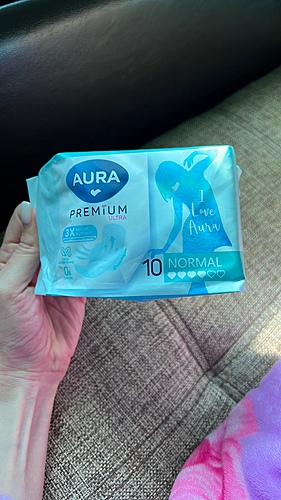 AURA
PREMIUM
ULTRA
3X
I
Love
Aura
10 NORMAL